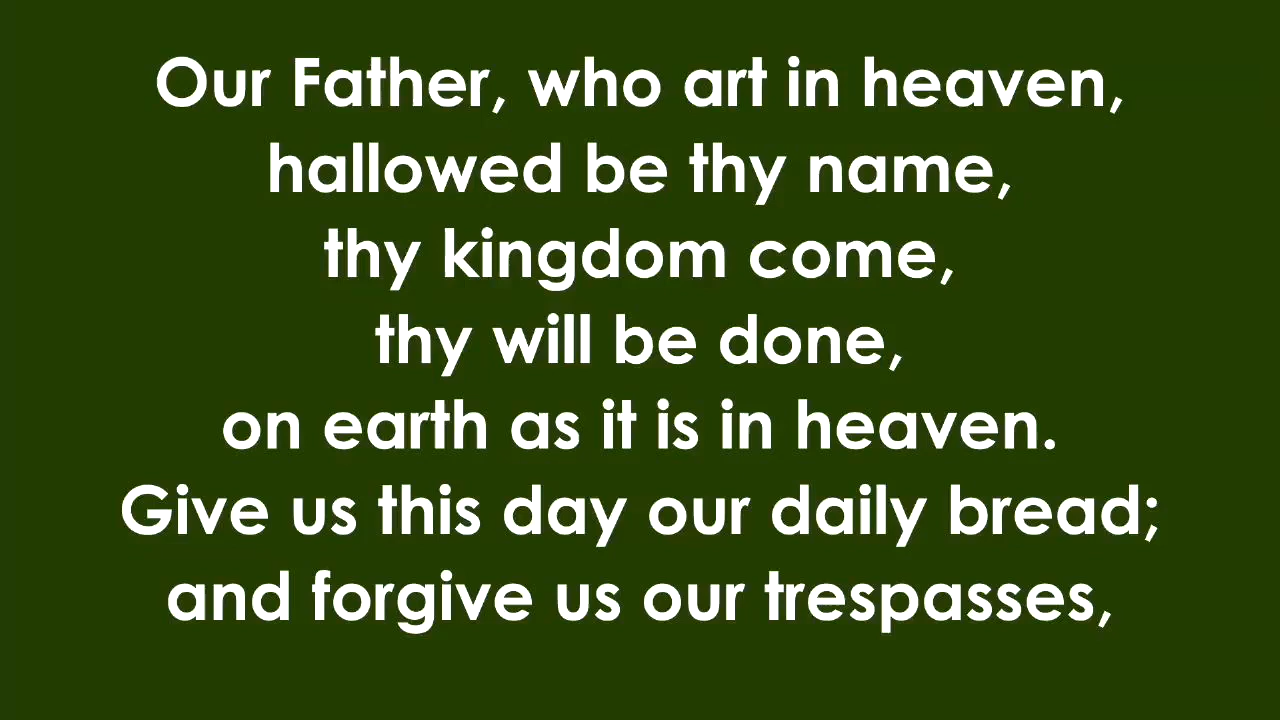 Our Father, who art in heaven,
hallowed be thy name,
thy kingdom come,
thy will be done,
on earth as it is in heaven.
Give us this day our daily bread;
and forgive us our trespasses,